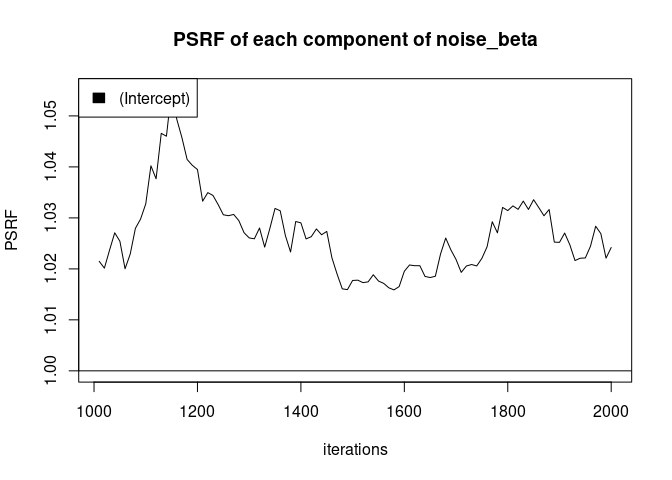 PSRF of each component of noise_beta
(Intercept)
PSRF
1.05
1.04
1.03
1.02
1.01
1.00
1000 1200 1400 1600 1800 2000
iterations